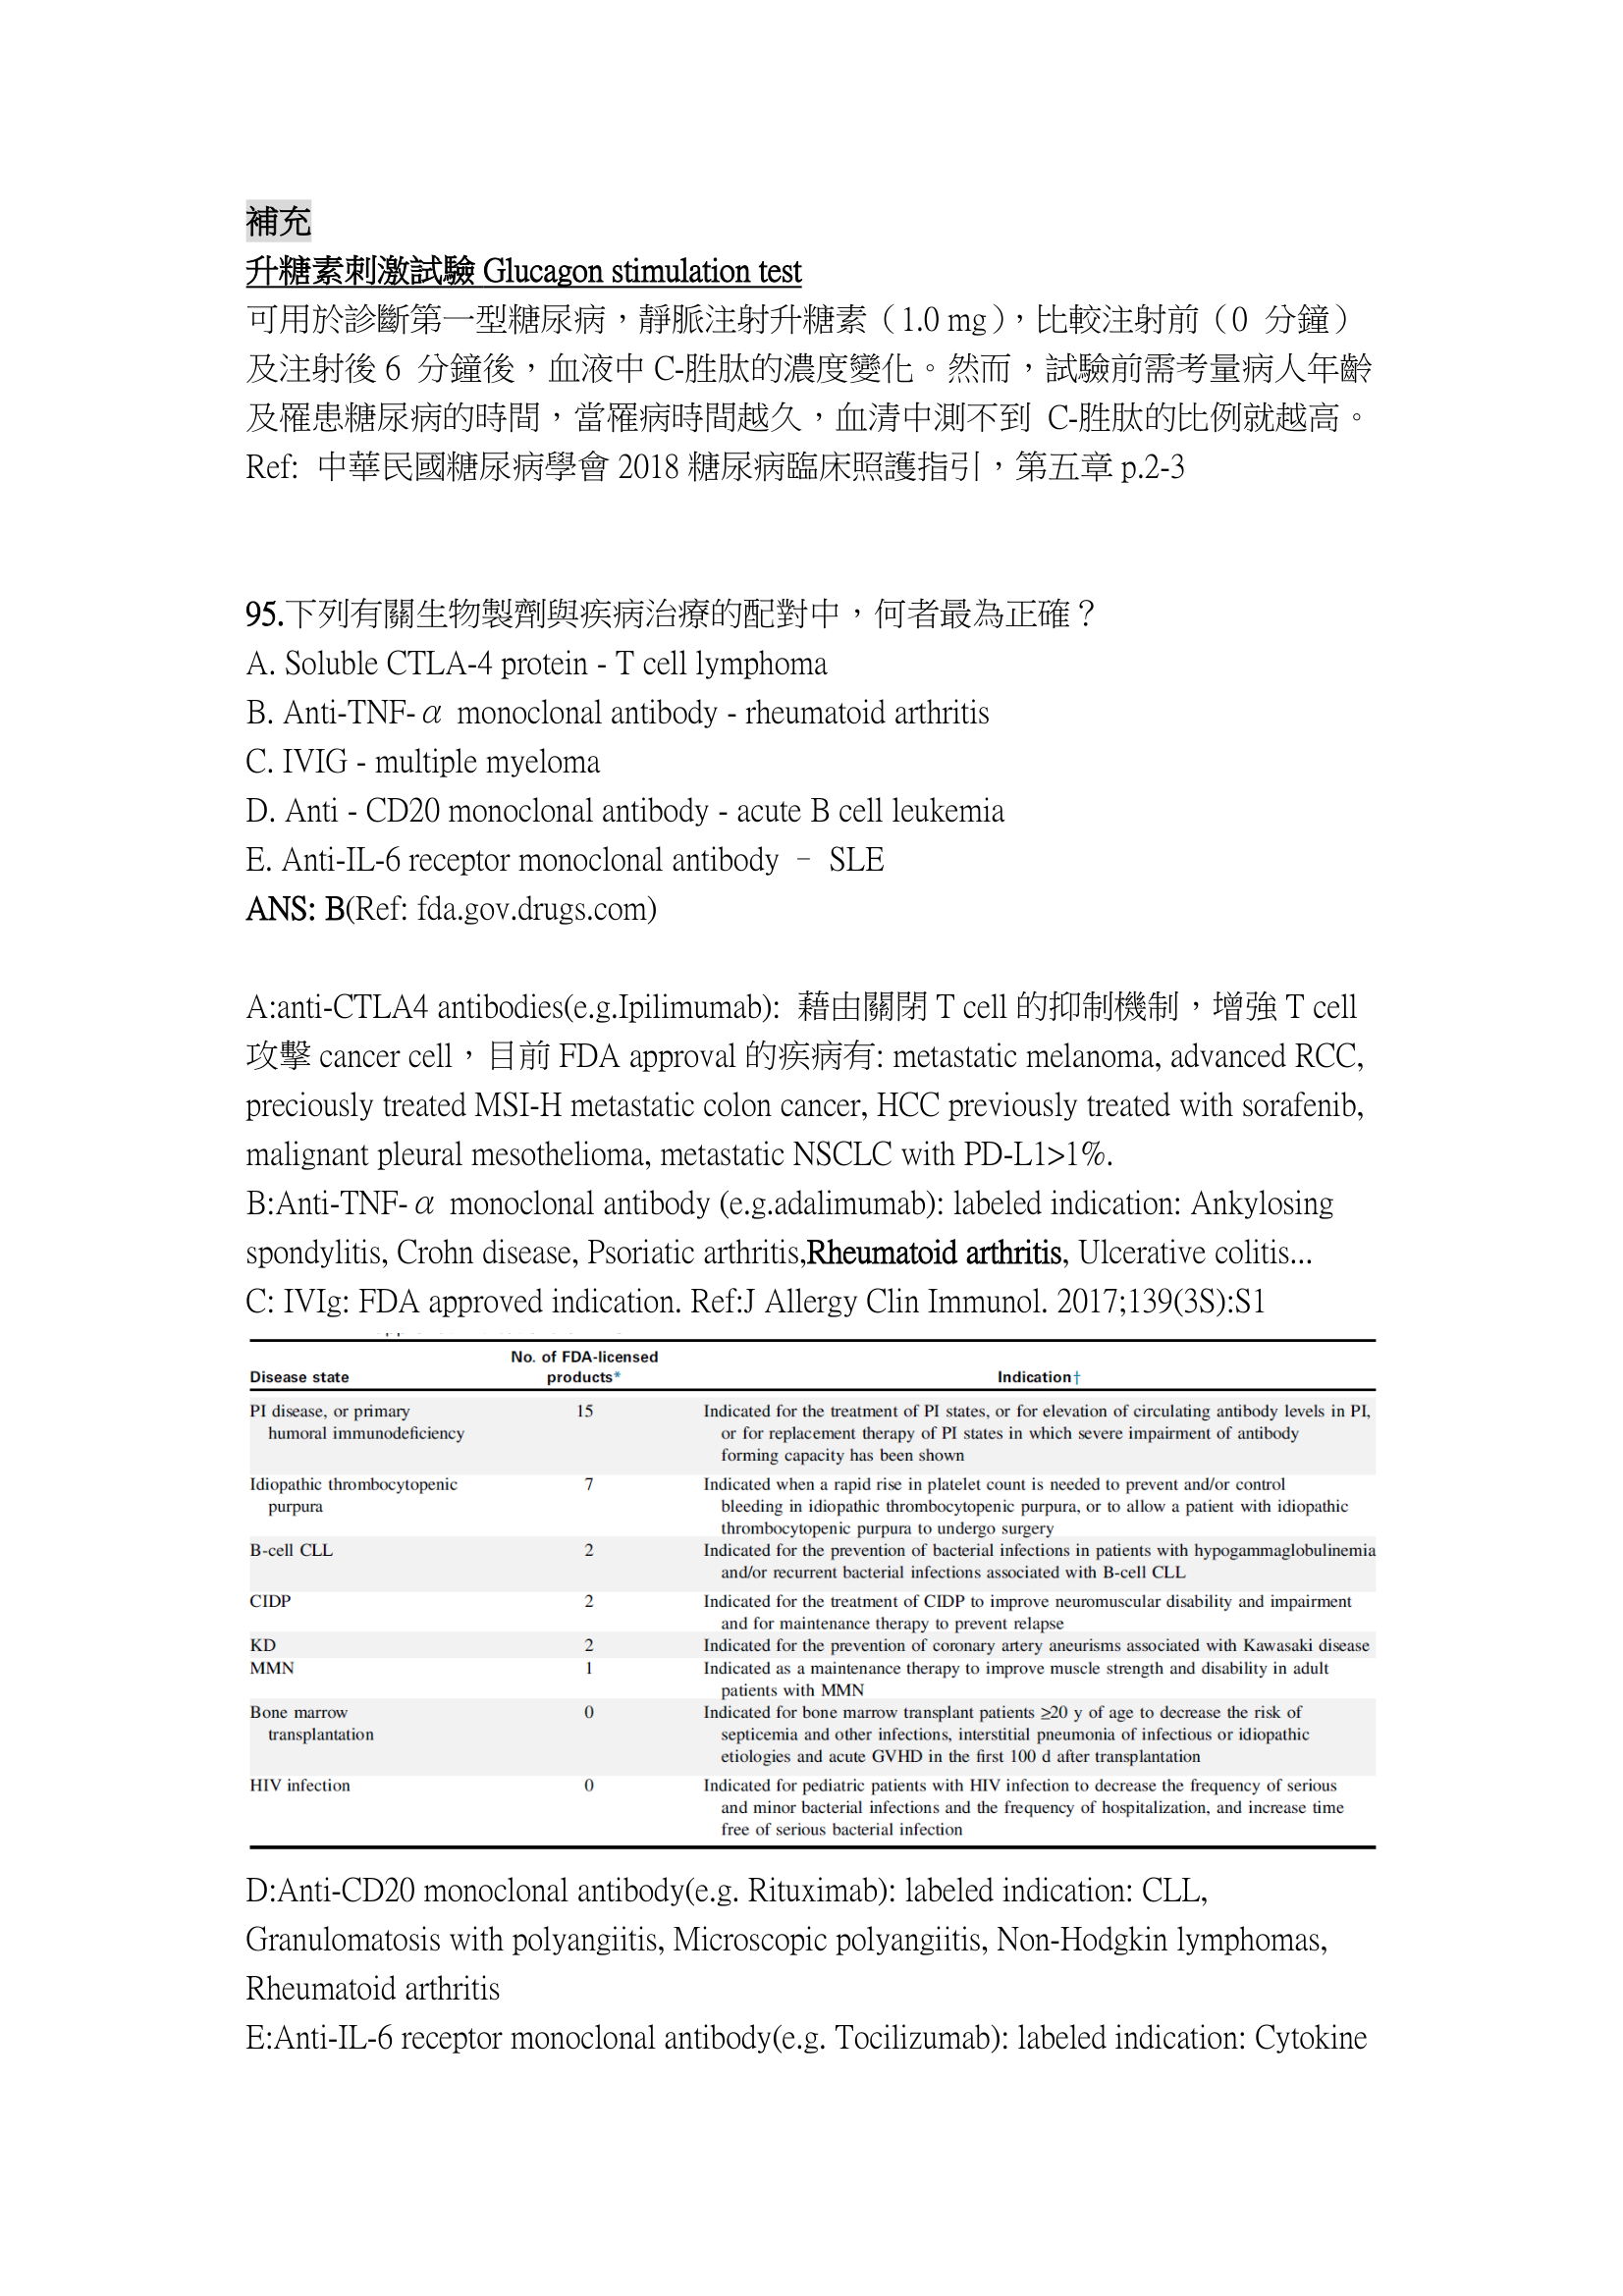 補充
升糖素刺激試驗 Glucagon stimulation test
可用於診斷第一型糖尿病，靜脈注射升糖素（1.0 mg），比較注射前（0 分鐘）
及注射後 6 分鐘後，血液中 C-胜肽的濃度變化。然而，試驗前需考量病人年齡
及罹患糖尿病的時間，當罹病時間越久，血清中測不到 C-胜肽的比例就越高。
Ref: 中華民國糖尿病學會 2018 糖尿病臨床照護指引，第五章 p.2-3
95.下列有關生物製劑與疾病治療的配對中，何者最為正確？
A. Soluble CTLA-4 protein - T cell lymphoma
B. Anti-TNF-α monoclonal antibody - rheumatoid arthritis
C. IVIG - multiple myeloma
D. Anti - CD20 monoclonal antibody - acute B cell leukemia
E. Anti-IL-6 receptor monoclonal antibody – SLE
ANS: B(Ref: fda.gov.drugs.com)
A:anti-CTLA4 antibodies(e.g.Ipilimumab): 藉由關閉 T cell 的抑制機制，增強 T cell
攻擊 cancer cell，目前 FDA approval 的疾病有: metastatic melanoma, advanced RCC,
preciously treated MSI-H metastatic colon cancer, HCC previously treated with sorafenib,
malignant pleural mesothelioma, metastatic NSCLC with PD-L1>1%.
B:Anti-TNF-α monoclonal antibody (e.g.adalimumab): labeled indication: Ankylosing
spondylitis, Crohn disease, Psoriatic arthritis,Rheumatoid arthritis, Ulcerative colitis...
C: IVIg: FDA approved indication. Ref:J Allergy Clin Immunol. 2017;139(3S):S1
No. of FDA-licensed
Disease state products* Indication†
PI disease, or primary 15 Indicated for the treatment of PI states, or for elevation of circulating antibody levels in PI,
humoral immunodeficiency or for replacement therapy of PI states in which severe impairment of antibody
forming capacity has been shown
Idiopathic thrombocytopenic 7 Indicated when a rapid rise in platelet count is needed to prevent and/or control
purpura bleeding in idiopathic thrombocytopenic purpura, or to allow a patient with idiopathic
thrombocytopenic purpura to undergo surgery
B-cell CLL 2 Indicated for the prevention of bacterial infections in patients with hypogammaglobulinemia
and/or recurrent bacterial infections associated with B-cell CLL
CIDP 2 Indicated for the treatment of CIDP to improve neuromuscular disability and impairment
and for maintenance therapy to prevent relapse
KD 2 Indicated for the prevention of coronary artery aneurisms associated with Kawasaki disease
MMN 1 Indicated as a maintenance therapy to improve muscle strength and disability in adult
patients with MMN
Bone marrow 0 Indicated for bone marrow transplant patients ≥20 y of age to decrease the risk of
transplantation septicemia and other infections, interstitial pneumonia of infectious or idiopathic
etiologies and acute GVHD in the first 100 d after transplantation
HIV infection 0 Indicated for pediatric patients with HIV infection to decrease the frequency of serious
and minor bacterial infections and the frequency of hospitalization, and increase time
free of serious bacterial infection
D:Anti-CD20 monoclonal antibody(e.g. Rituximab): labeled indication: CLL,
Granulomatosis with polyangiitis, Microscopic polyangiitis, Non-Hodgkin lymphomas,
Rheumatoid arthritis
E:Anti-IL-6 receptor monoclonal antibody(e.g. Tocilizumab): labeled indication: Cytokine